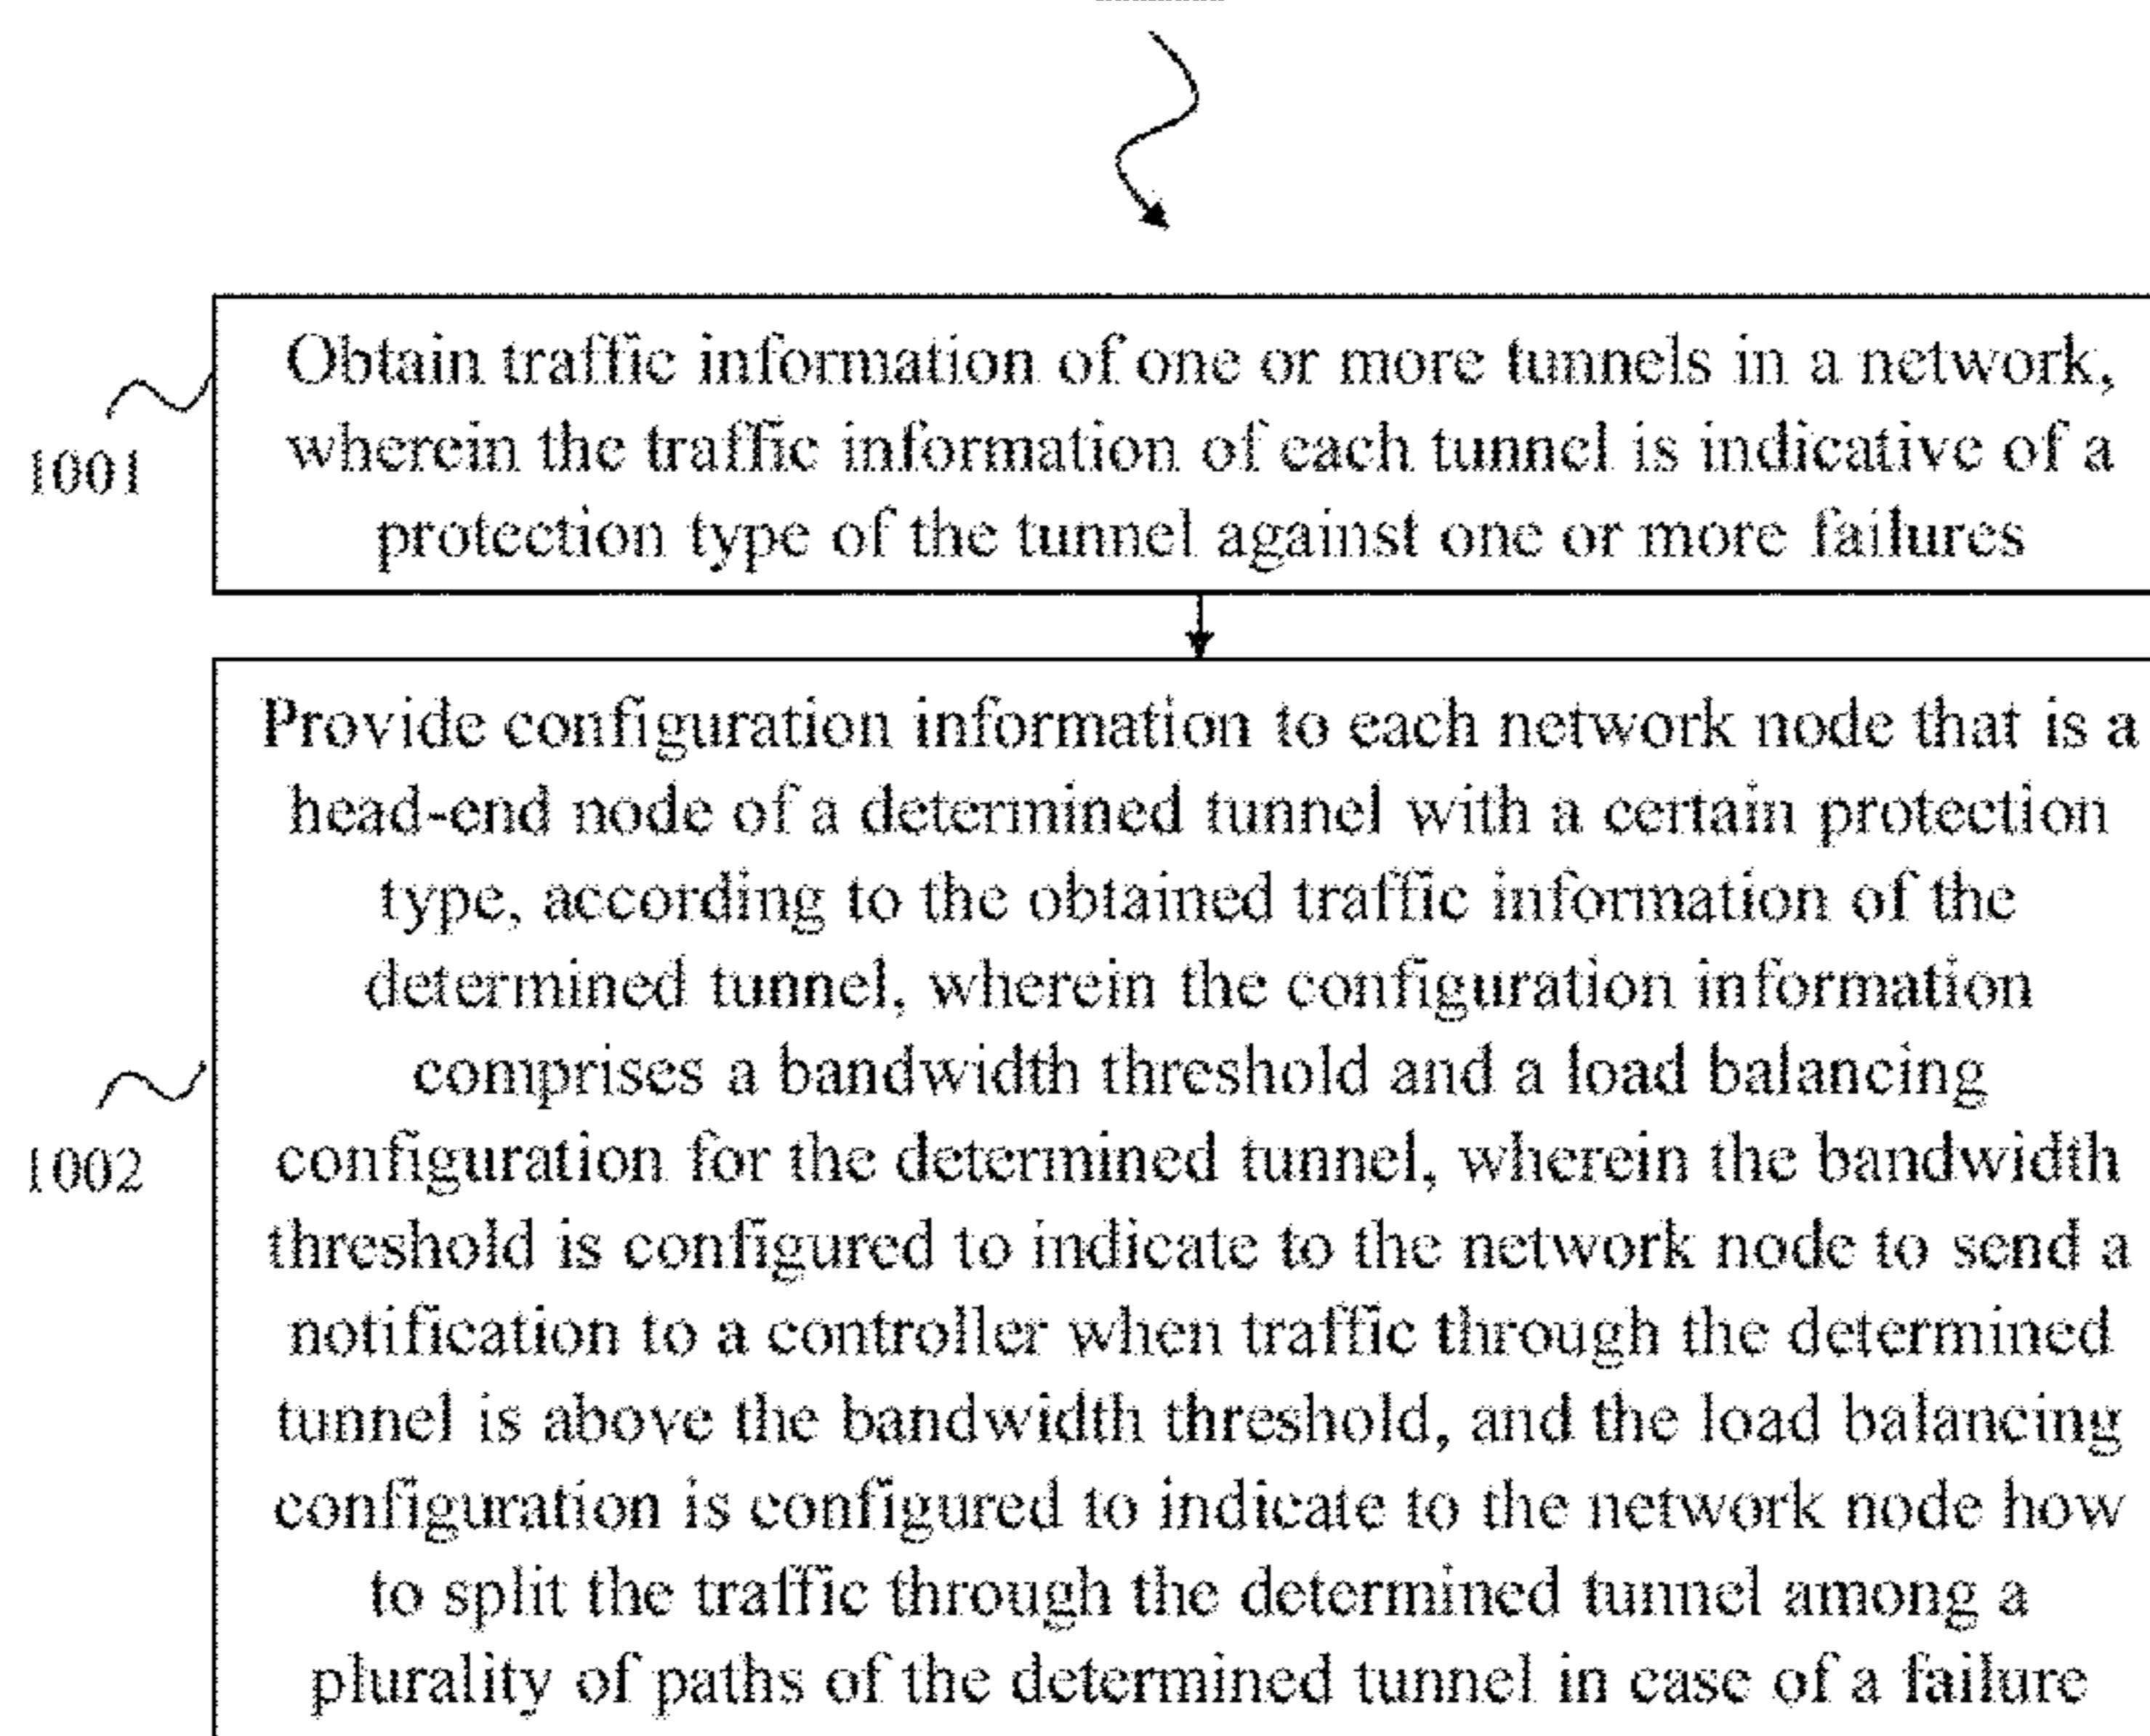 Obtain traffic information of one or more tunnels in a network,
wherein the traffic information of each tunnel is indicative of a
1001
protection type of the tunnel against one or more failures
Provide configuration information to each network node that is a
head-end node of a determined tunnel with a certain protection
type, according to the obtained traffic information of the
determined tunnel, wherein the configuration information
comprises a bandwidth threshold and a load balancing
1002
configuration for the determined tunnel, wherein the bandwidth
threshold is configured to indicate to the network node to send a
notification to a controller when traffic through the determined
tunnel is above the bandwidth threshold, and the load balancing
configuration is configured to indicate to the network node how
to split the traffic through the determined tunnel among a
plurality of paths of the determined tunnel in case of a failure